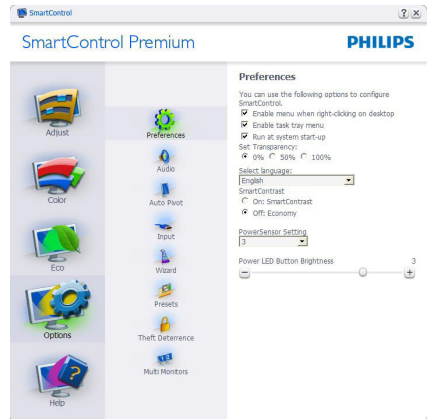 SmartControl
SmartControl Premium
PHILIPS
Adjust
Color
Eco
Options
Help
Preferences
Audio
Auto Pivot
Input
Wizard
Presets
Theft Deterrence
Multi Monitors
Preferences
You can use the following options to configure
SmartControl.
Enable menu when right-clicking on desktop
Enable task tray menu
Run at system start-up
Set Transparency:
0% 50% 100%
Select language:
English
SmartContrast
On: SmartContrast
Off: Economy
PowerSensor Setting
3
Power LED Button Brightness 3